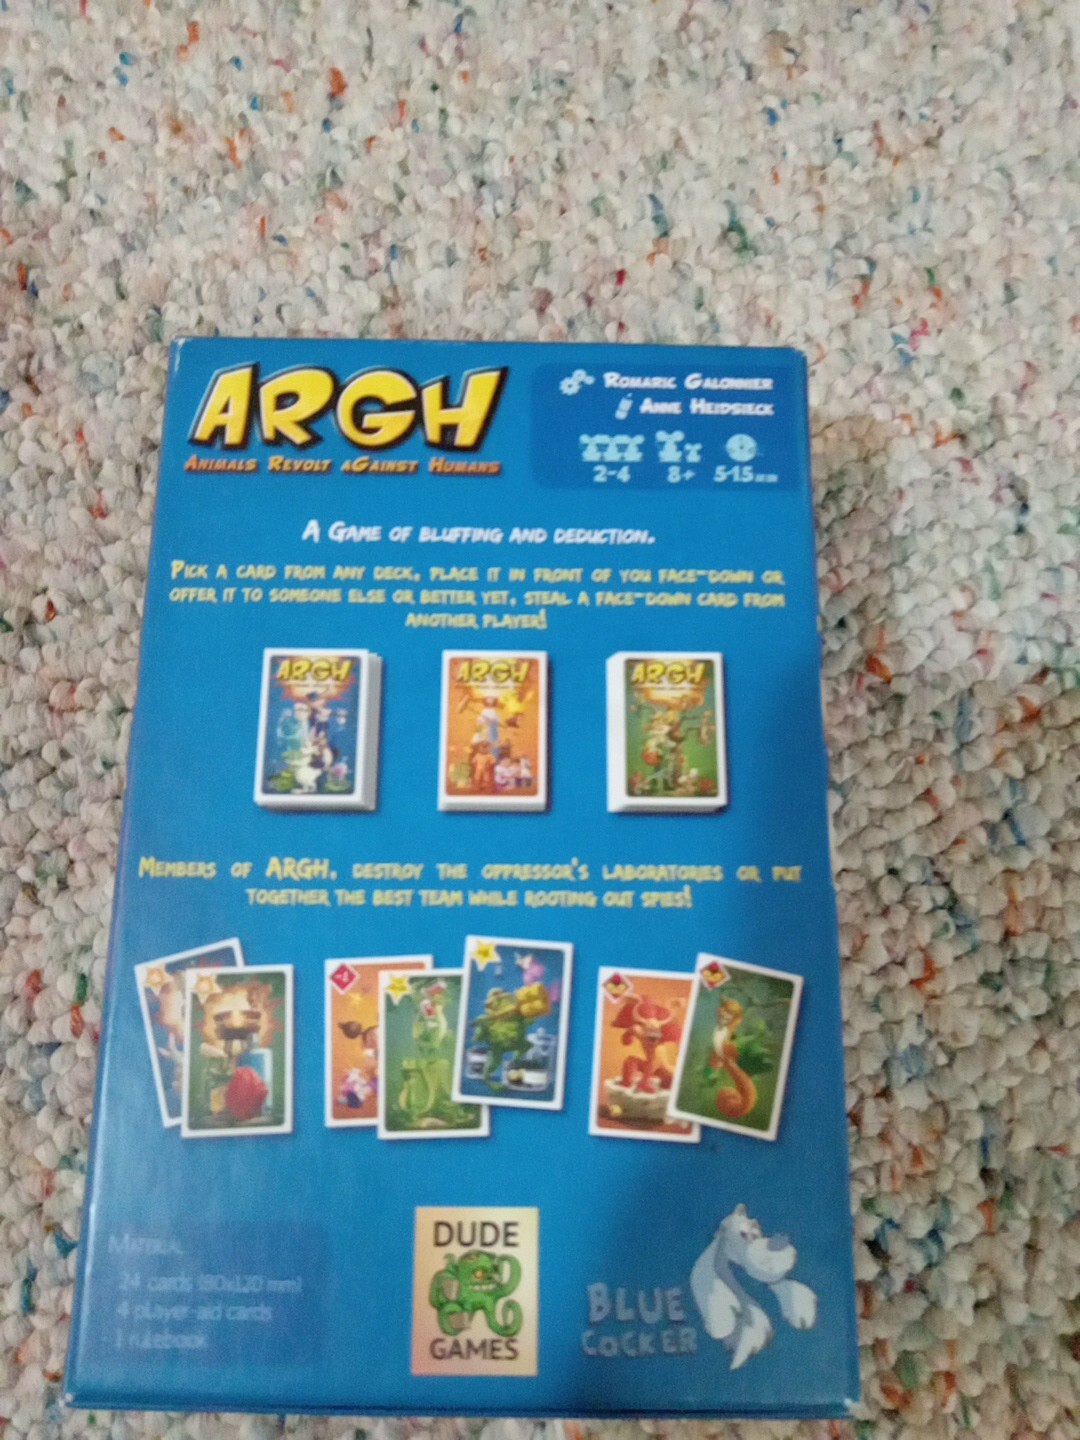 ARGH
ANIMALS REVOLT AGAINST HUMANS
ROMARIC GALONNIER
ANNE HEIDSIECK
2-4 8+ 5-15 MIN
A GAME OF BLUFFING AND DEDUCTION.
PICK A CARD FROM ANY DECK, PLACE IT IN FRONT OF YOU FACE-DOWN OR
OFFER IT TO SOMEONE ELSE OR BETTER YET, STEAL A FACE-DOWN CARD FROM
ANOTHER PLAYER!
ARGH ARGH ARGH
MEMBERS OF ARGH, DESTROY THE OPPRESSOR'S LABORATORIES OR PUT
TOGETHER THE BEST TEAM WHILE ROOTING OUT SPIES!
-1
MATERIAL
24 cards (80x120 mm)
4 player aid cards
1 rulebook
DUDE
GAMES
BLUE
COCKER